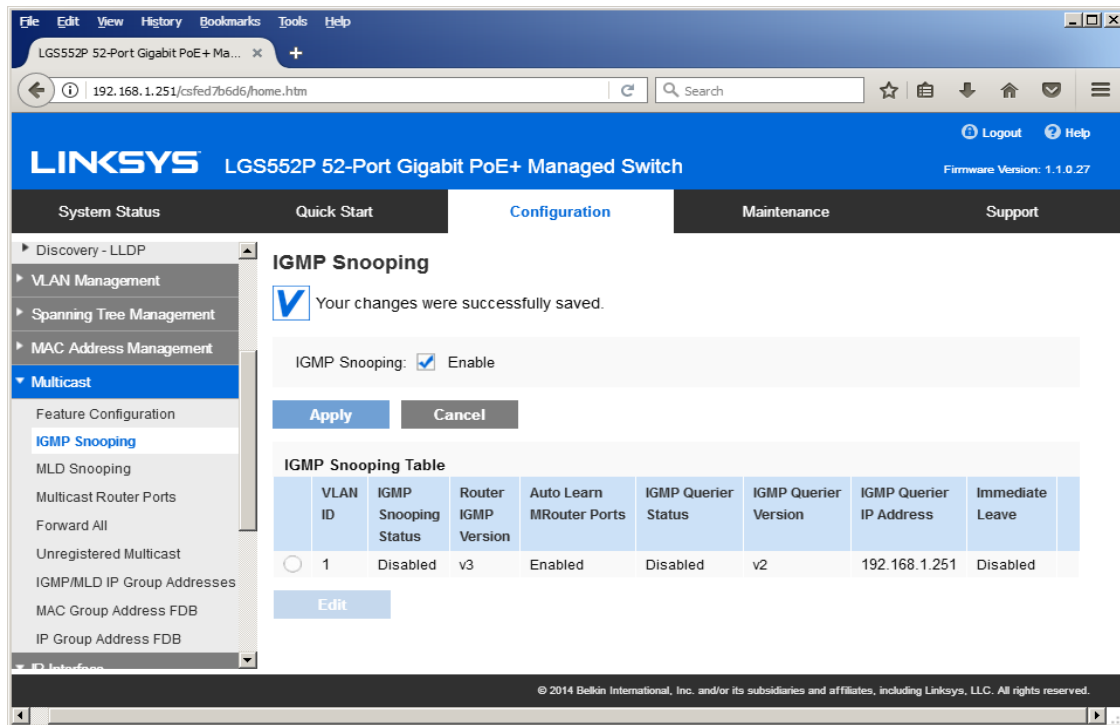 File Edit View History Bookmarks Tools Help
LGS552P 52-Port Gigabit PoE+ Ma...
192.168.1.251/csfed7b6d6/home.htm
Search
Logout Help
LINKSYS LGS552P 52-Port Gigabit PoE+ Managed Switch
Firmware Version: 1.1.0.27
System Status Quick Start Configuration Maintenance Support
Discovery - LLDP
VLAN Management
Spanning Tree Management
MAC Address Management
Multicast
Feature Configuration
IGMP Snooping
MLD Snooping
Multicast Router Ports
Forward All
Unregistered Multicast
IGMP/MLD IP Group Addresses
MAC Group Address FDB
IP Group Address FDB
IP Interface
IGMP Snooping
Your changes were successfully saved.
IGMP Snooping: Enable
Apply Cancel
IGMP Snooping Table
VLAN IGMP Router Auto Learn IGMP Querier IGMP Querier IGMP Querier Immediate
ID Snooping IGMP MRouter Ports Status Version IP Address Leave
Status Version
1 Disabled v3 Enabled Disabled v2 192.168.1.251 Disabled
Edit
© 2014 Belkin International, Inc. and/or its subsidiaries and affiliates, including Linksys, LLC. All rights reserved.